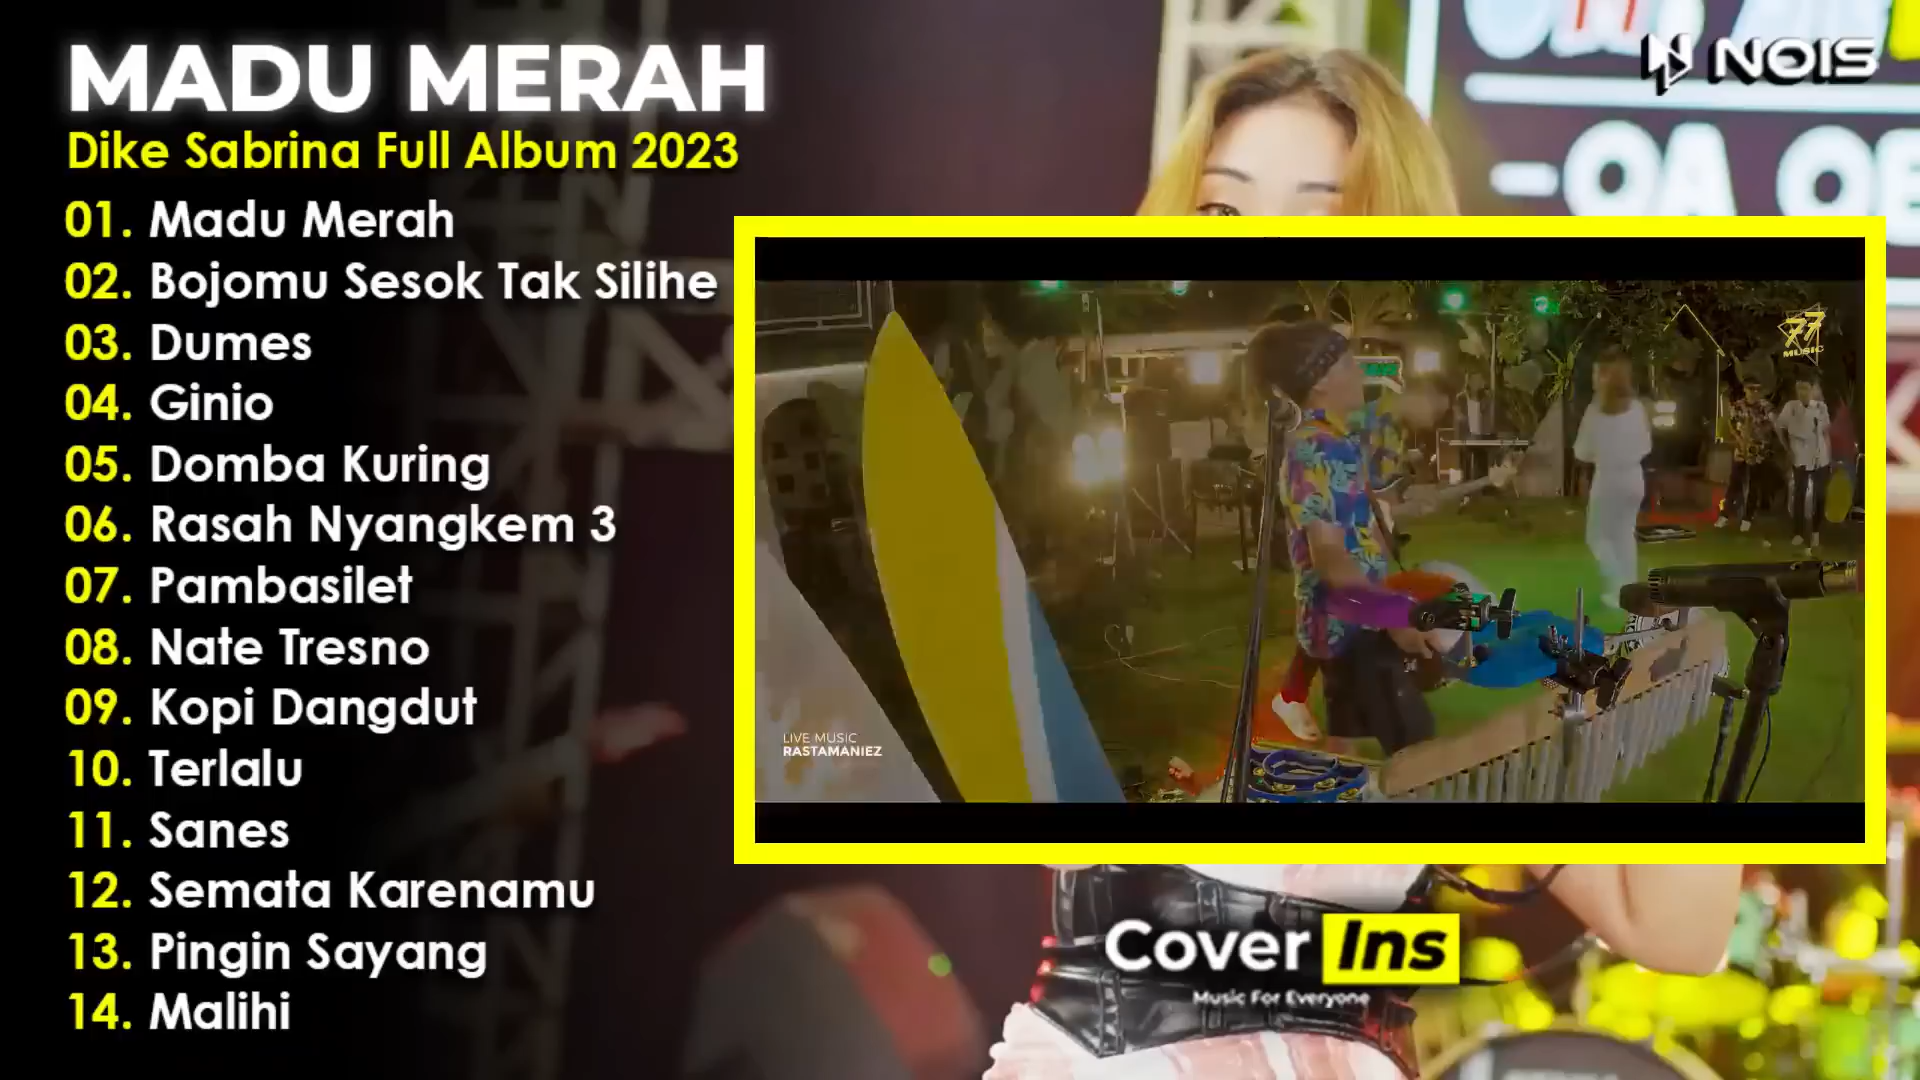 MADU MERAH
Dike Sabrina Full Album 2023
01. Madu Merah
02. Bojomu Sesok Tak Silihe
03. Dumes
04. Ginio
05. Domba Kuring
06. Rasah Nyangkem 3
07. Pambasilet
08. Nate Tresno
09. Kopi Dangdut
10. Terlalu
11. Sanes
12. Semata Karenamu
13. Pingin Sayang
14. Malihi
NOIS
77
MUSIC
LIVE MUSIC
RASTAMANIEZ
Cover Ins
Music For Everyone